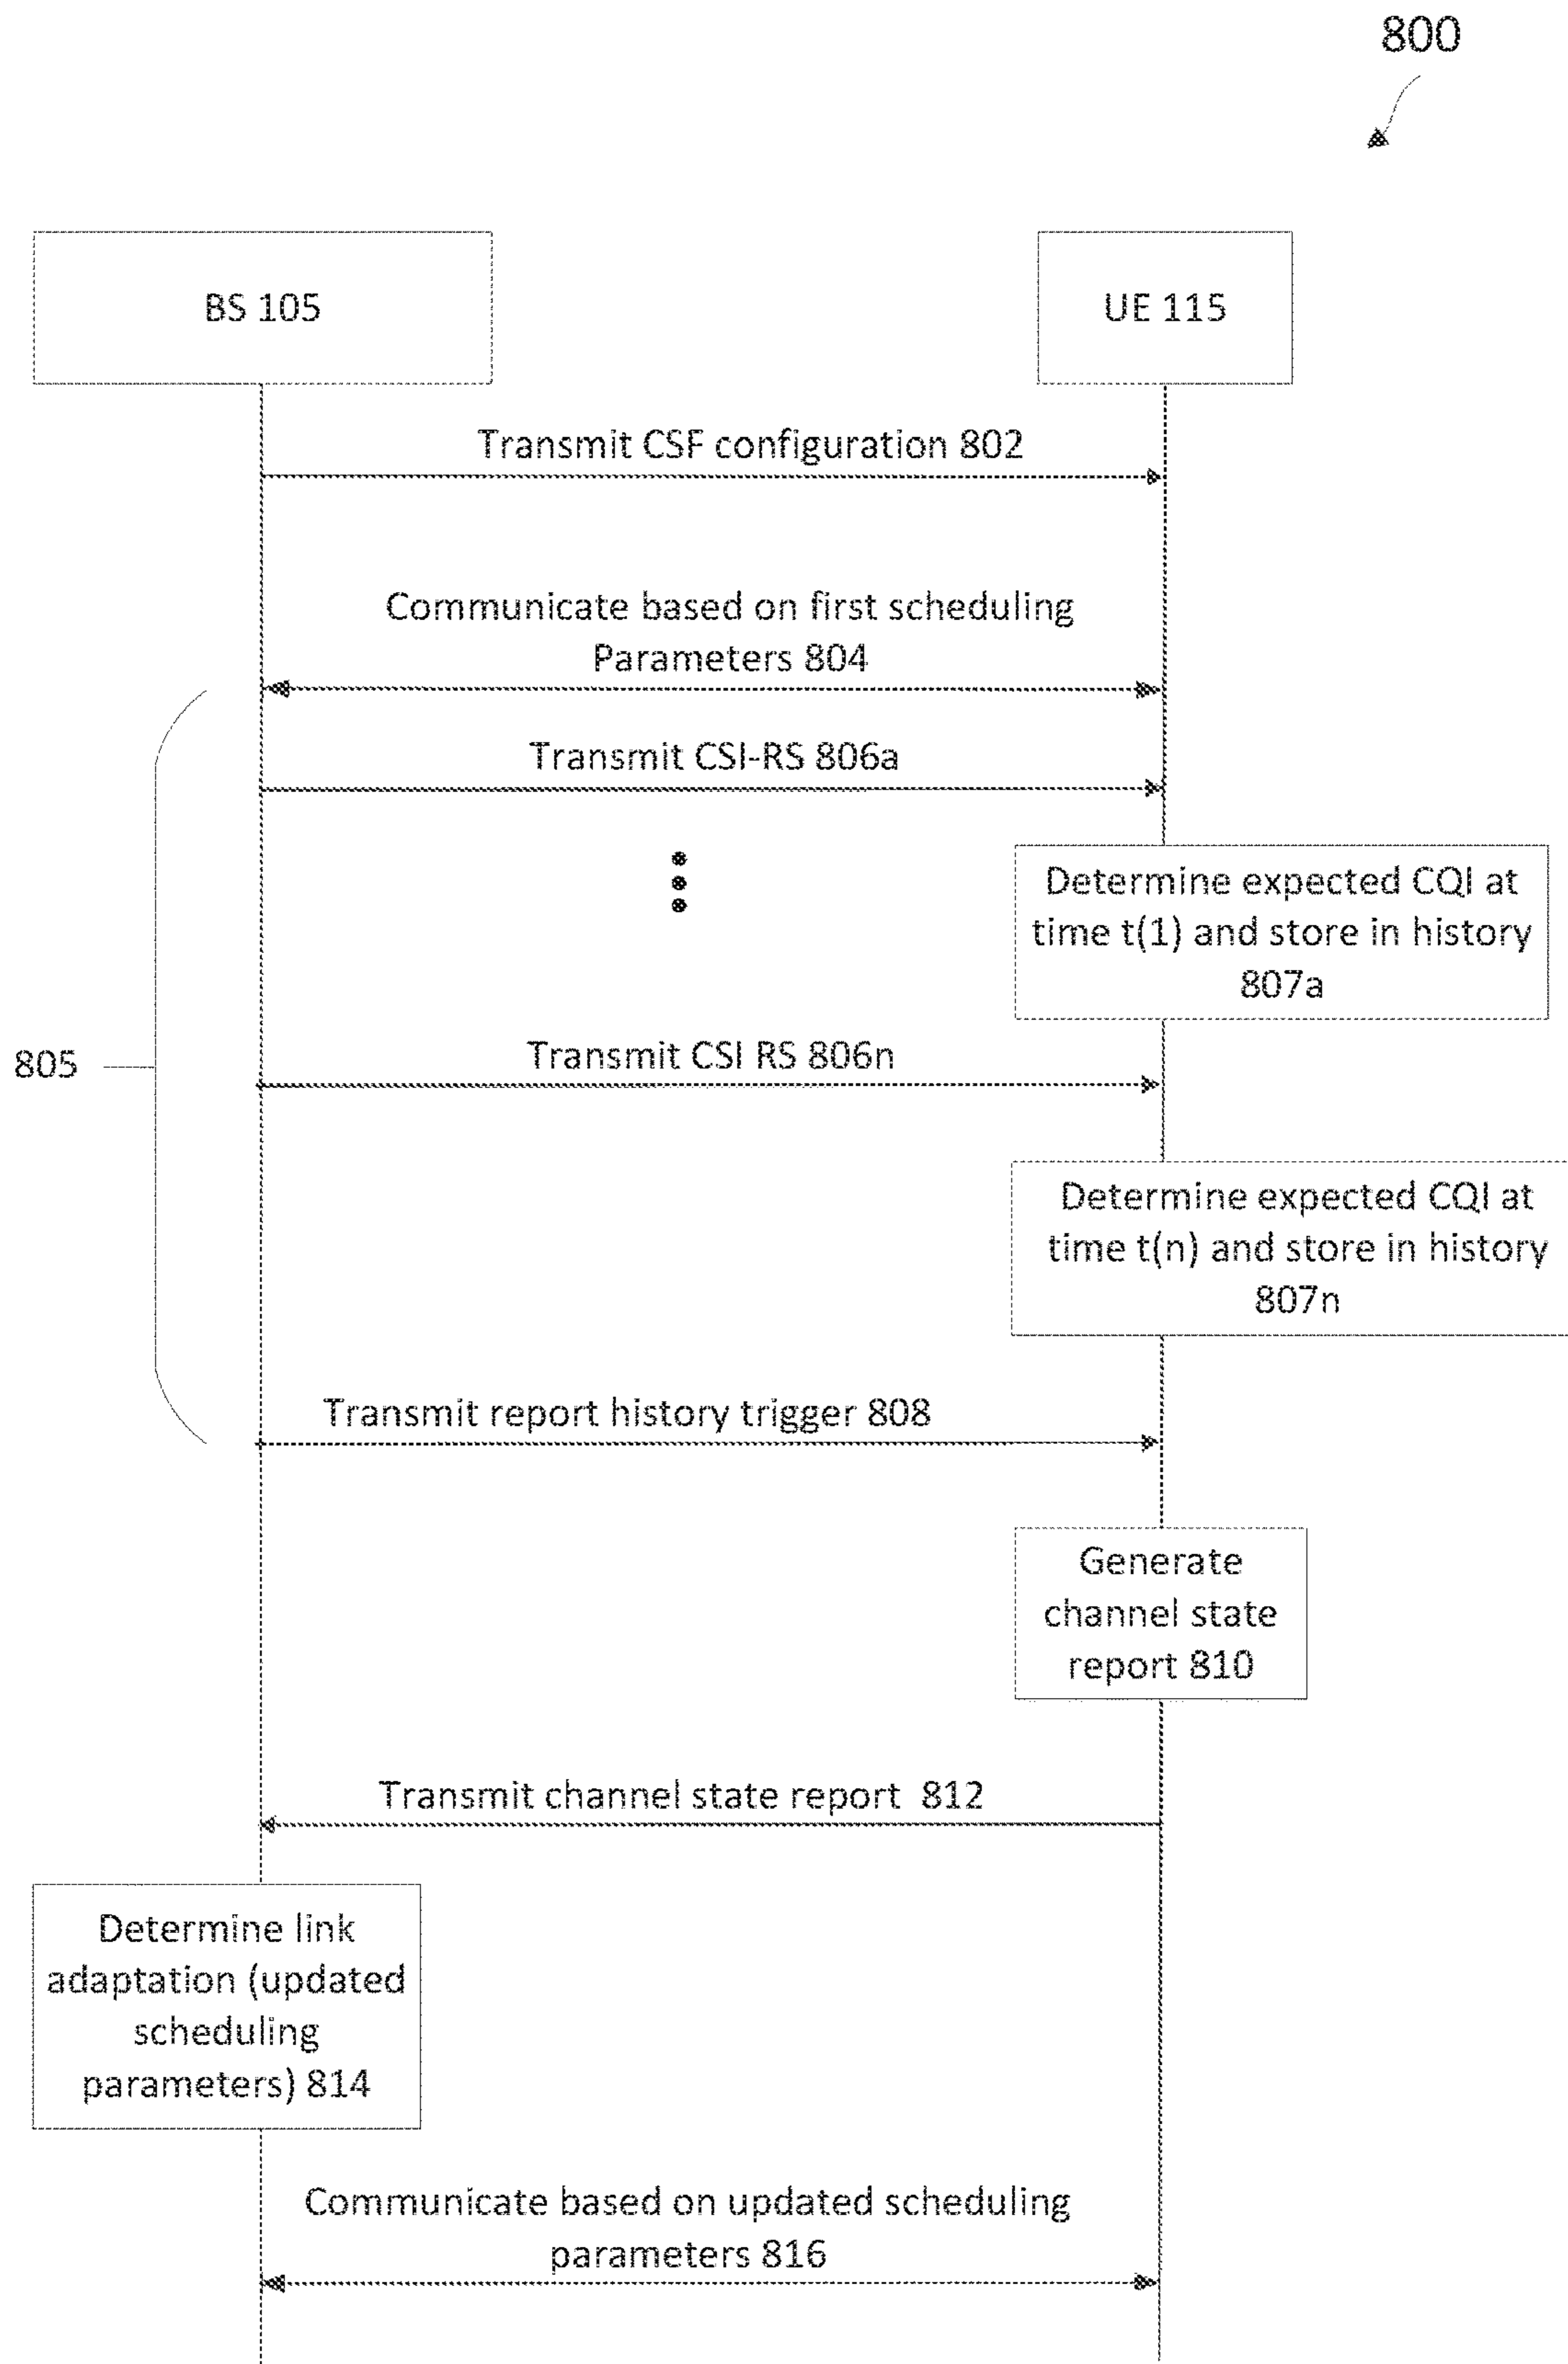 800
BS 105
UE 115
Transmit CSF configuration 802
Communicate based on first scheduling
Parameters 804
Transmit CSI-RS 806a
Determine expected CQI at
time t(1) and store in history
807a
805
Transmit CSI RS 806n
Determine expected CQI at
time t(n) and store in history
807n
Transmit report history trigger 808
Generate
channel state
report 810
Transmit channel state report 812
Determine link
adaptation (updated
scheduling
parameters) 814
Communicate based on updated scheduling
parameters 816